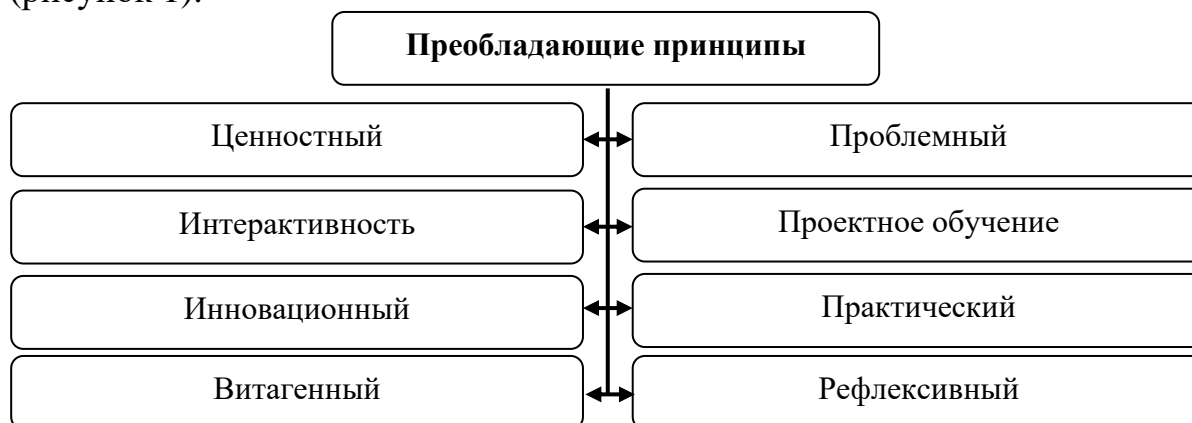 (рисунок 1).
Преобладающие принципы
Ценностный
Проблемный
Интерактивность
Проектное обучение
Инновационный
Практический
Витагенный
Рефлексивный